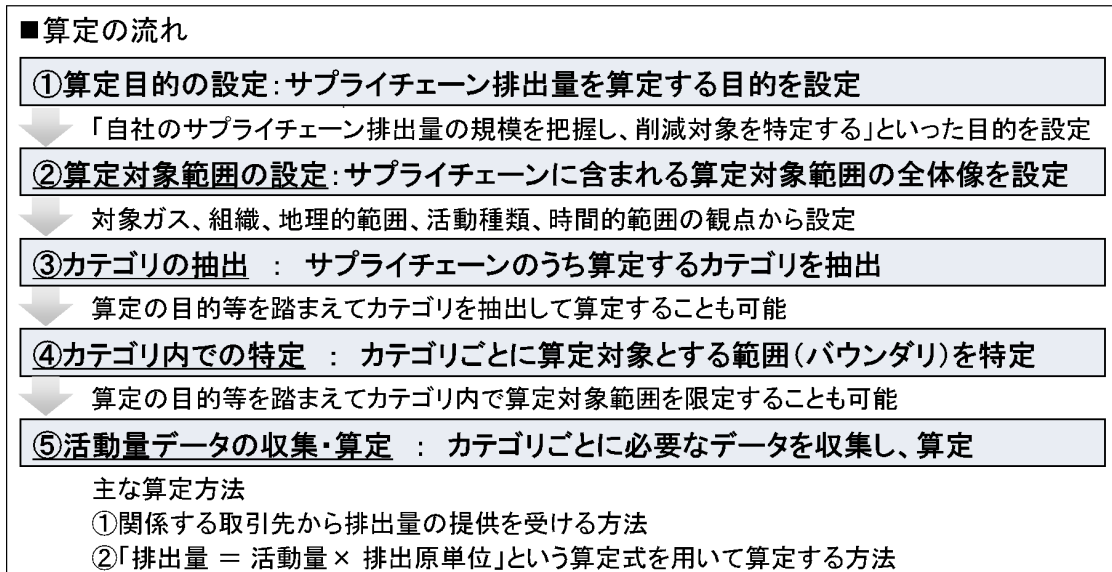 ■算定の流れ
①算定目的の設定:サプライチェーン排出量を算定する目的を設定
「自社のサプライチェーン排出量の規模を把握し、削減対象を特定する」といった目的を設定
②算定対象範囲の設定:サプライチェーンに含まれる算定対象範囲の全体像を設定
対象ガス、組織、地理的範囲、活動種類、時間的範囲の観点から設定
③カテゴリの抽出 : サプライチェーンのうち算定するカテゴリを抽出
算定の目的等を踏まえてカテゴリを抽出して算定することも可能
④カテゴリ内での特定 : カテゴリごとに算定対象とする範囲(バウンダリ)を特定
算定の目的等を踏まえてカテゴリ内で算定対象範囲を限定することも可能
⑤活動量データの収集・算定 : カテゴリごとに必要なデータを収集し、算定
主な算定方法
①関係する取引先から排出量の提供を受ける方法
②「排出量 = 活動量× 排出原単位」という算定式を用いて算定する方法